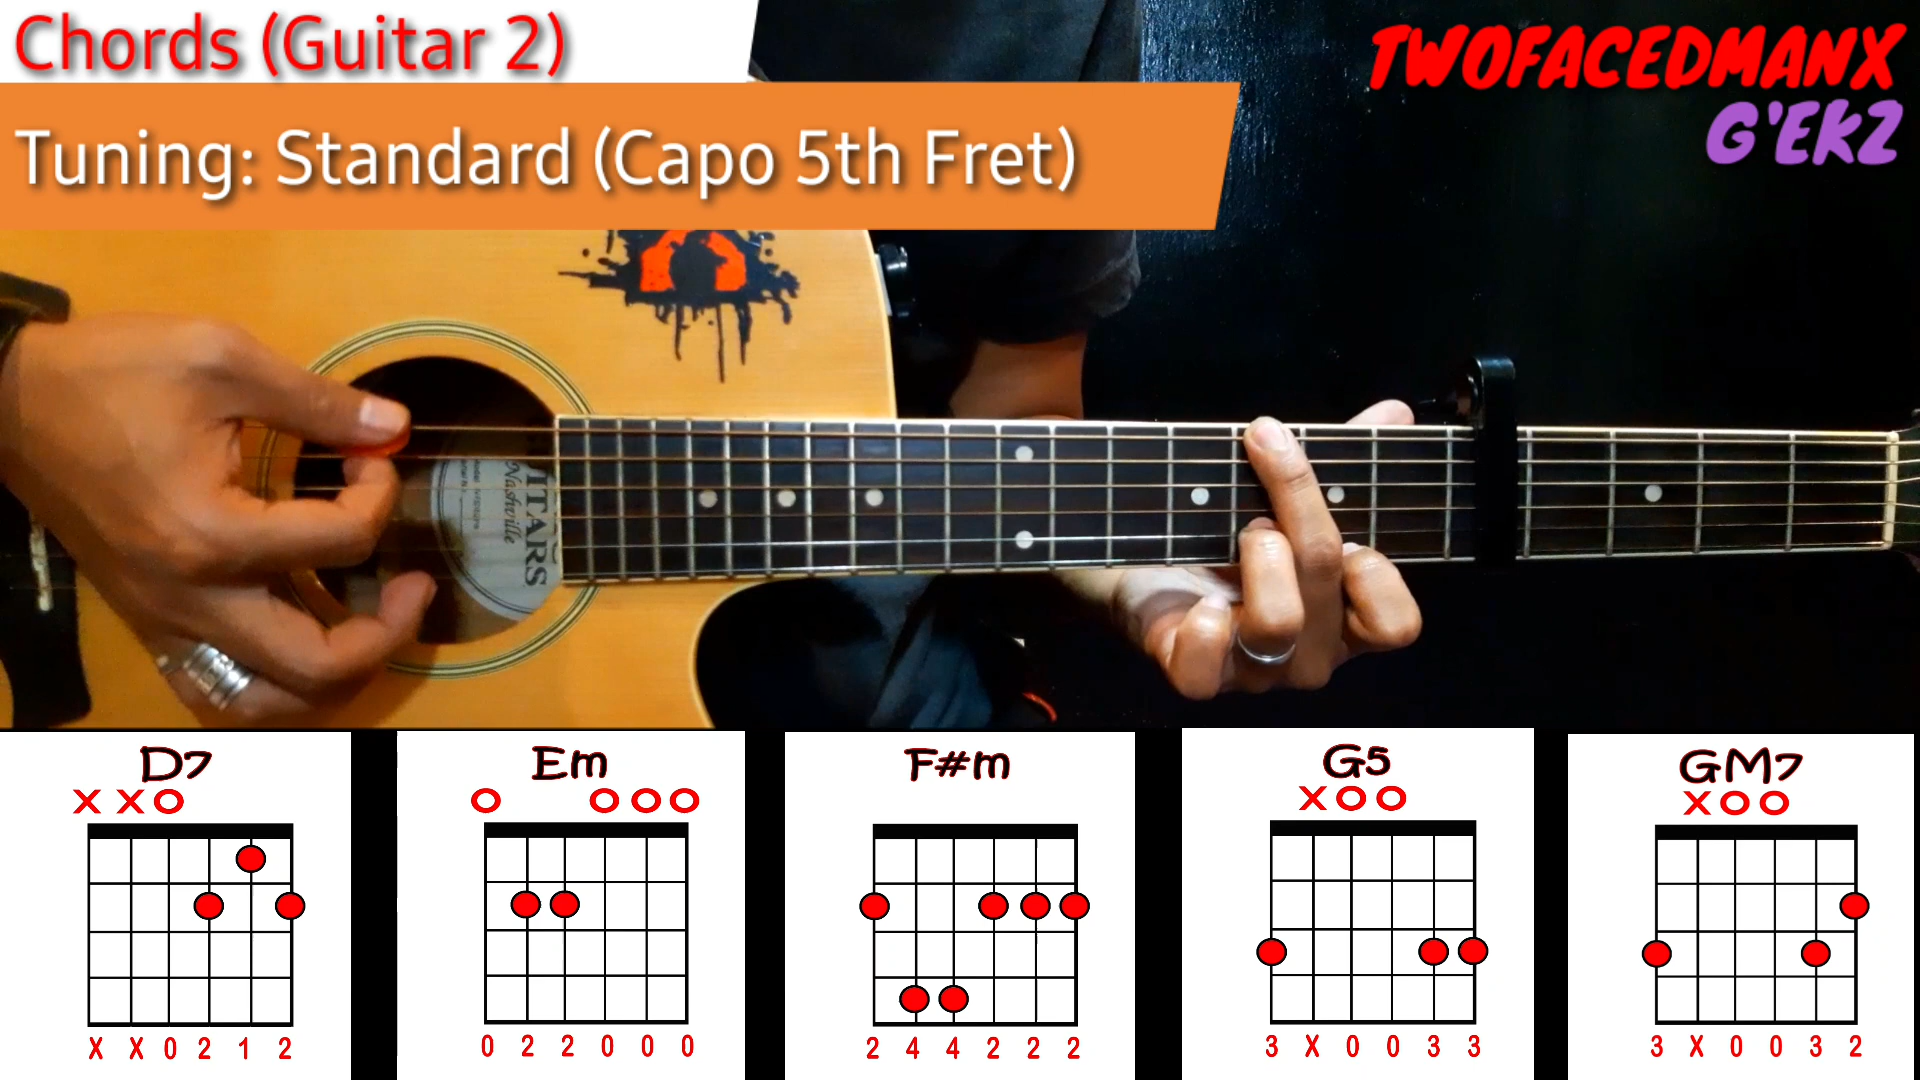 Chords (Guitar 2)
TWOFACEDMANX
G'EKZ
Tuning: Standard (Capo 5th Fret)
ITARS
Nashville
D7
X X O
X X 0 2 1 2
Em
O O O O
0 2 2 0 0 0
F#m
2 4 4 2 2 2
G5
X O O
3 X 0 0 3 3
GM7
X O O
3 X 0 0 3 2